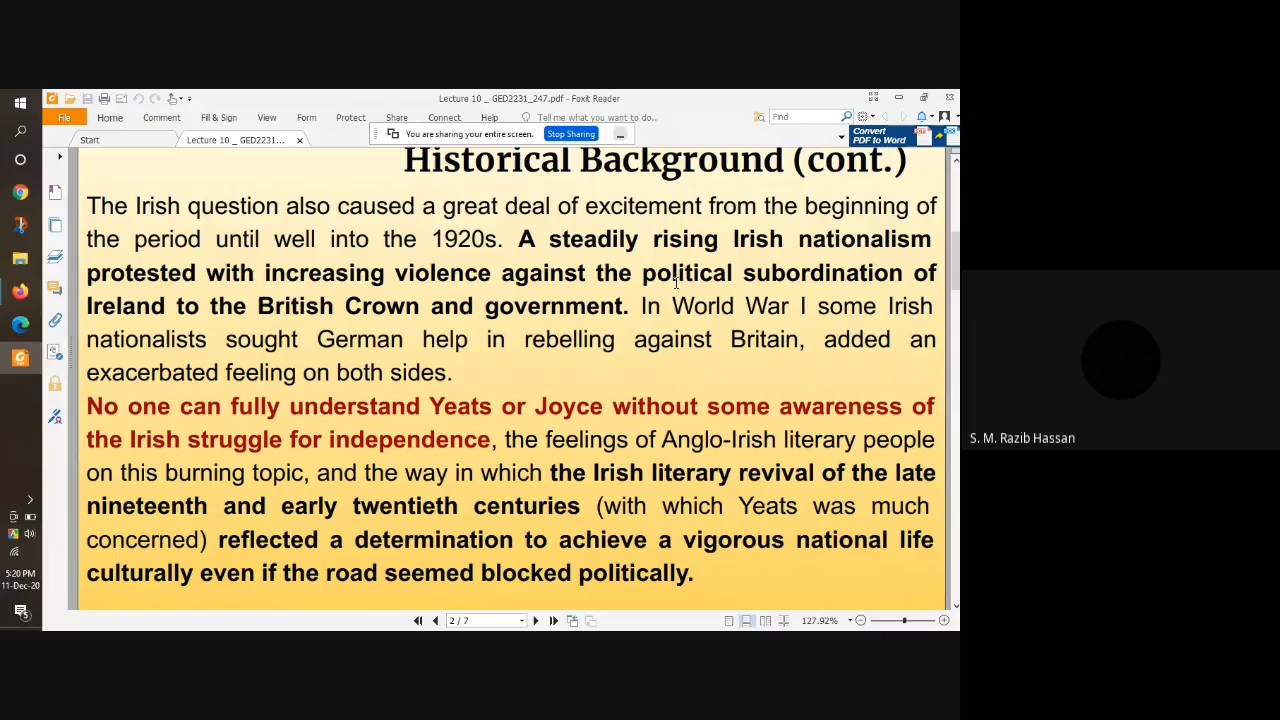 Lecture 10 _ GED2231_247.pdf - Foxit Reader
File Home Comment Fill & Sign View Form Protect Share Connect Help Tell me what you want to do.. Find
Start Lecture 10 _ GED2231... You are sharing your entire screen. Stop Sharing Convert
PDF to Word
Historical Background (cont.)
The Irish question also caused a great deal of excitement from the beginning of
the period until well into the 1920s. A steadily rising Irish nationalism
protested with increasing violence against the political subordination of
Ireland to the British Crown and government. In World War I some Irish
nationalists sought German help in rebelling against Britain, added an
exacerbated feeling on both sides.
No one can fully understand Yeats or Joyce without some awareness of
the Irish struggle for independence, the feelings of Anglo-Irish literary people
on this burning topic, and the way in which the Irish literary revival of the late
nineteenth and early twentieth centuries (with which Yeats was much
concerned) reflected a determination to achieve a vigorous national life
culturally even if the road seemed blocked politically.
S. M. Razib Hassan
5:20 PM
11-Dec-20
5
2 / 7 127.92%